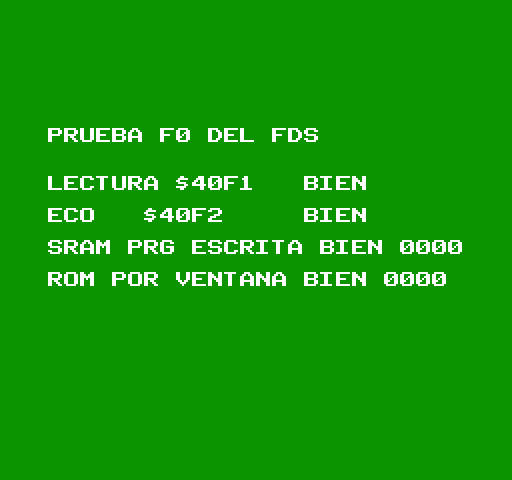 PRUEBA F0 DEL FDS
LECTURA $40F1   BIEN
ECO   $40F2     BIEN
SRAM PRG ESCRITA BIEN 0000
ROM POR VENTANA BIEN 0000